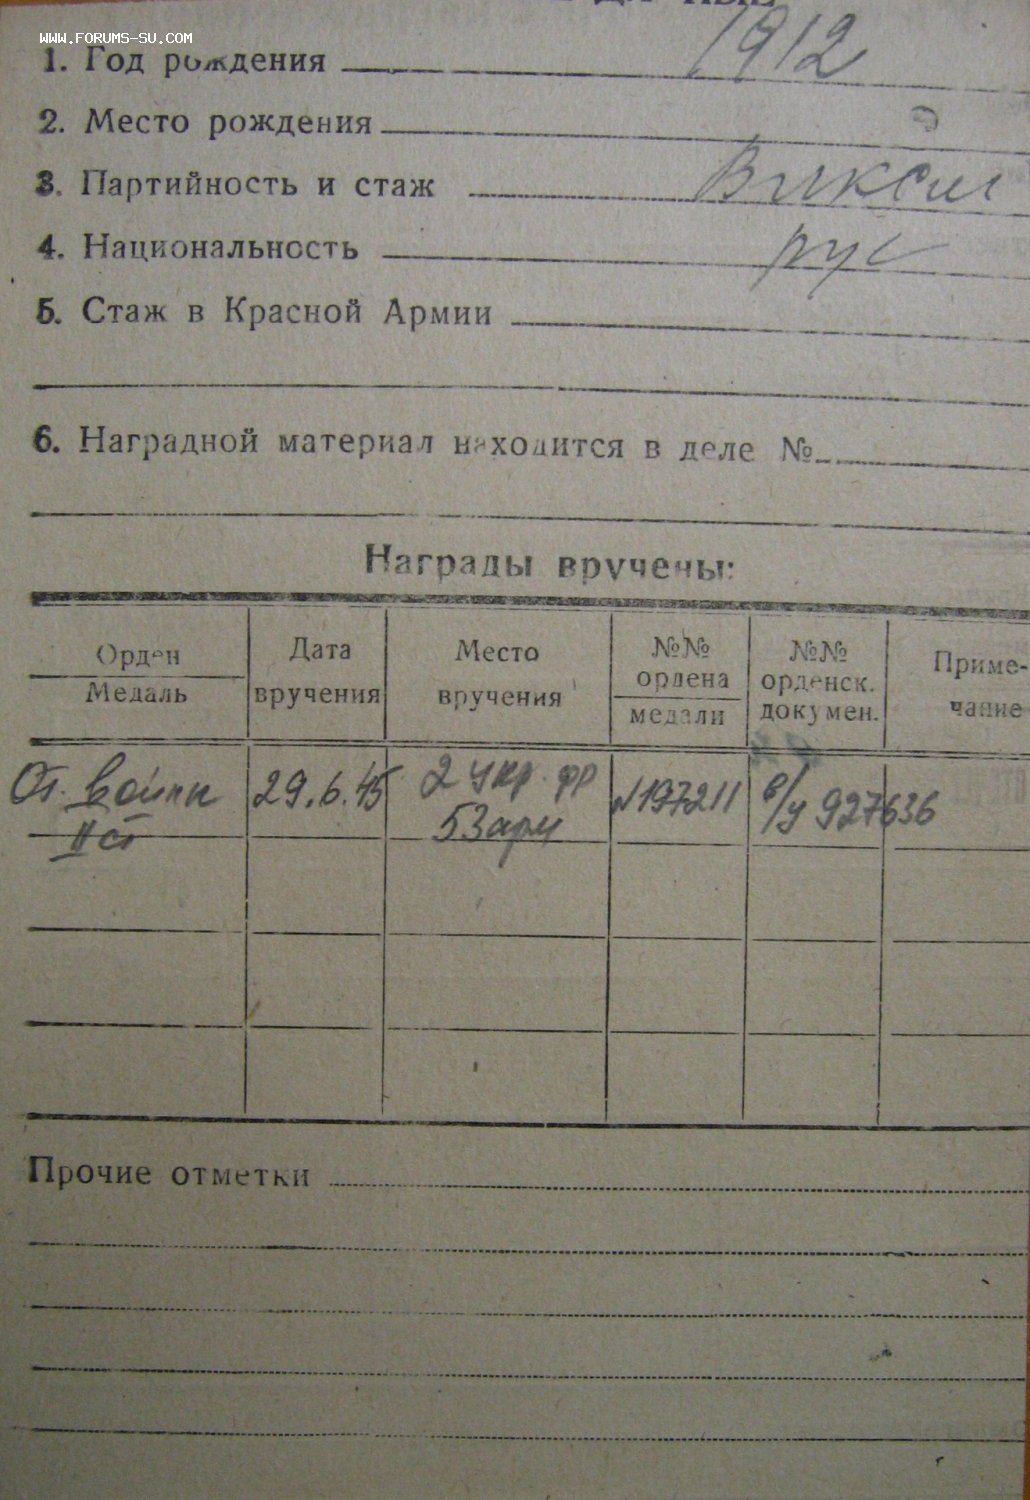 WWW.FORUMS-SU.COM
1. Год рождения 1912
2. Место рождения
3. Партийность и стаж
4. Национальность рус
5. Стаж в Красной Армии
6. Наградной материал находится в деле №
Награды вручены:
Орден Медаль
Дата вручения
Место вручения
№№ ордена медали
№№ орденск. докумен.
Приме- чание
От. войны 29.6.45 2 укр. фр №197211 в/у 927636
II ст 53 арм
Прочие отметки